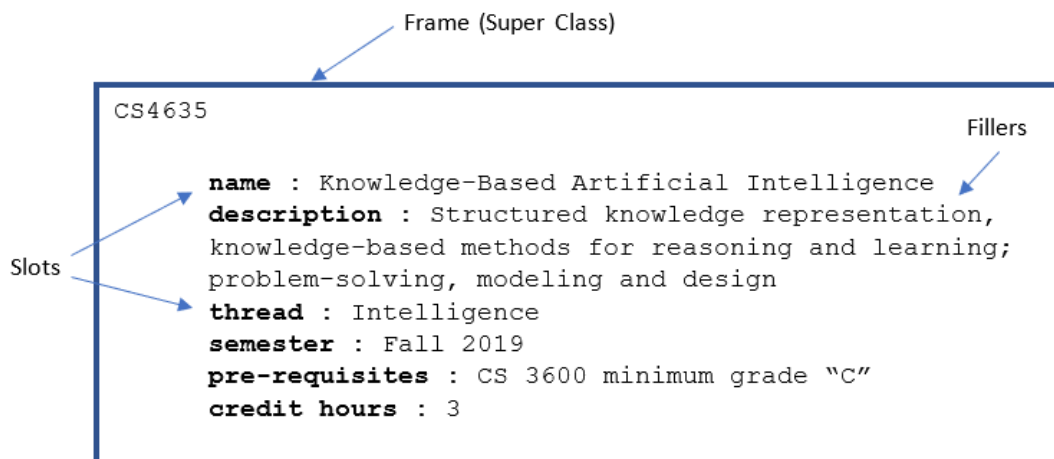 Frame (Super Class)
CS4635
Fillers
name : Knowledge-Based Artificial Intelligence
description : Structured knowledge representation,
knowledge-based methods for reasoning and learning;
Slots
problem-solving, modeling and design
thread : Intelligence
semester : Fall 2019
pre-requisites : CS 3600 minimum grade “C”
credit hours : 3